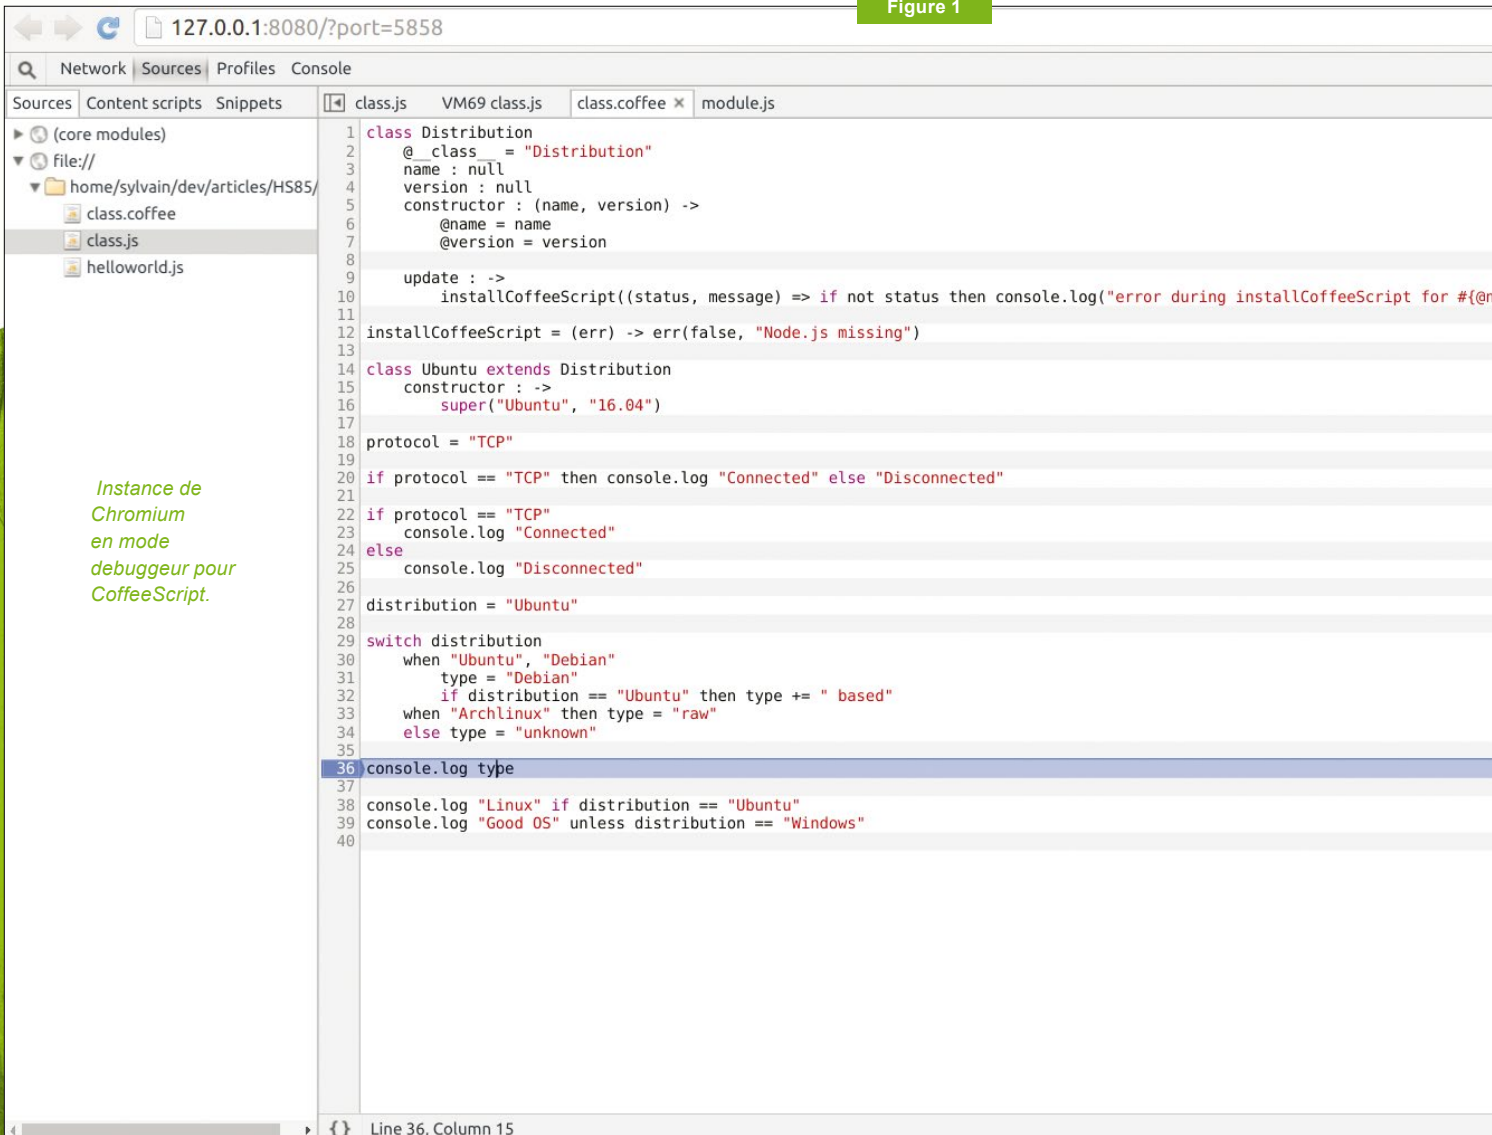 Figure 1
127.0.0.1:8080/?port=5858
Network Sources Profiles Console
Sources Content scripts Snippets
class.js VM69 class.js class.coffee × module.js
(core modules)
file://
home/sylvain/dev/articles/HS85/
class.coffee
class.js
helloworld.js
Instance de
Chromium
en mode
debuggeur pour
CoffeeScript.
1 class Distribution
2     @__class__ = "Distribution"
3     name : null
4     version : null
5     constructor : (name, version) ->
6         @name = name
7         @version = version
8
9     update : ->
10         installCoffeeScript((status, message) => if not status then console.log("error during installCoffeeScript for #{@n
11
12 installCoffeeScript = (err) -> err(false, "Node.js missing")
13
14 class Ubuntu extends Distribution
15     constructor : ->
16         super("Ubuntu", "16.04")
17
18 protocol = "TCP"
19
20 if protocol == "TCP" then console.log "Connected" else "Disconnected"
21
22 if protocol == "TCP"
23     console.log "Connected"
24 else
25     console.log "Disconnected"
26
27 distribution = "Ubuntu"
28
29 switch distribution
30     when "Ubuntu", "Debian"
31         type = "Debian"
32         if distribution == "Ubuntu" then type += " based"
33     when "Archlinux" then type = "raw"
34     else type = "unknown"
35
36 console.log type
37
38 console.log "Linux" if distribution == "Ubuntu"
39 console.log "Good OS" unless distribution == "Windows"
40
{} Line 36, Column 15